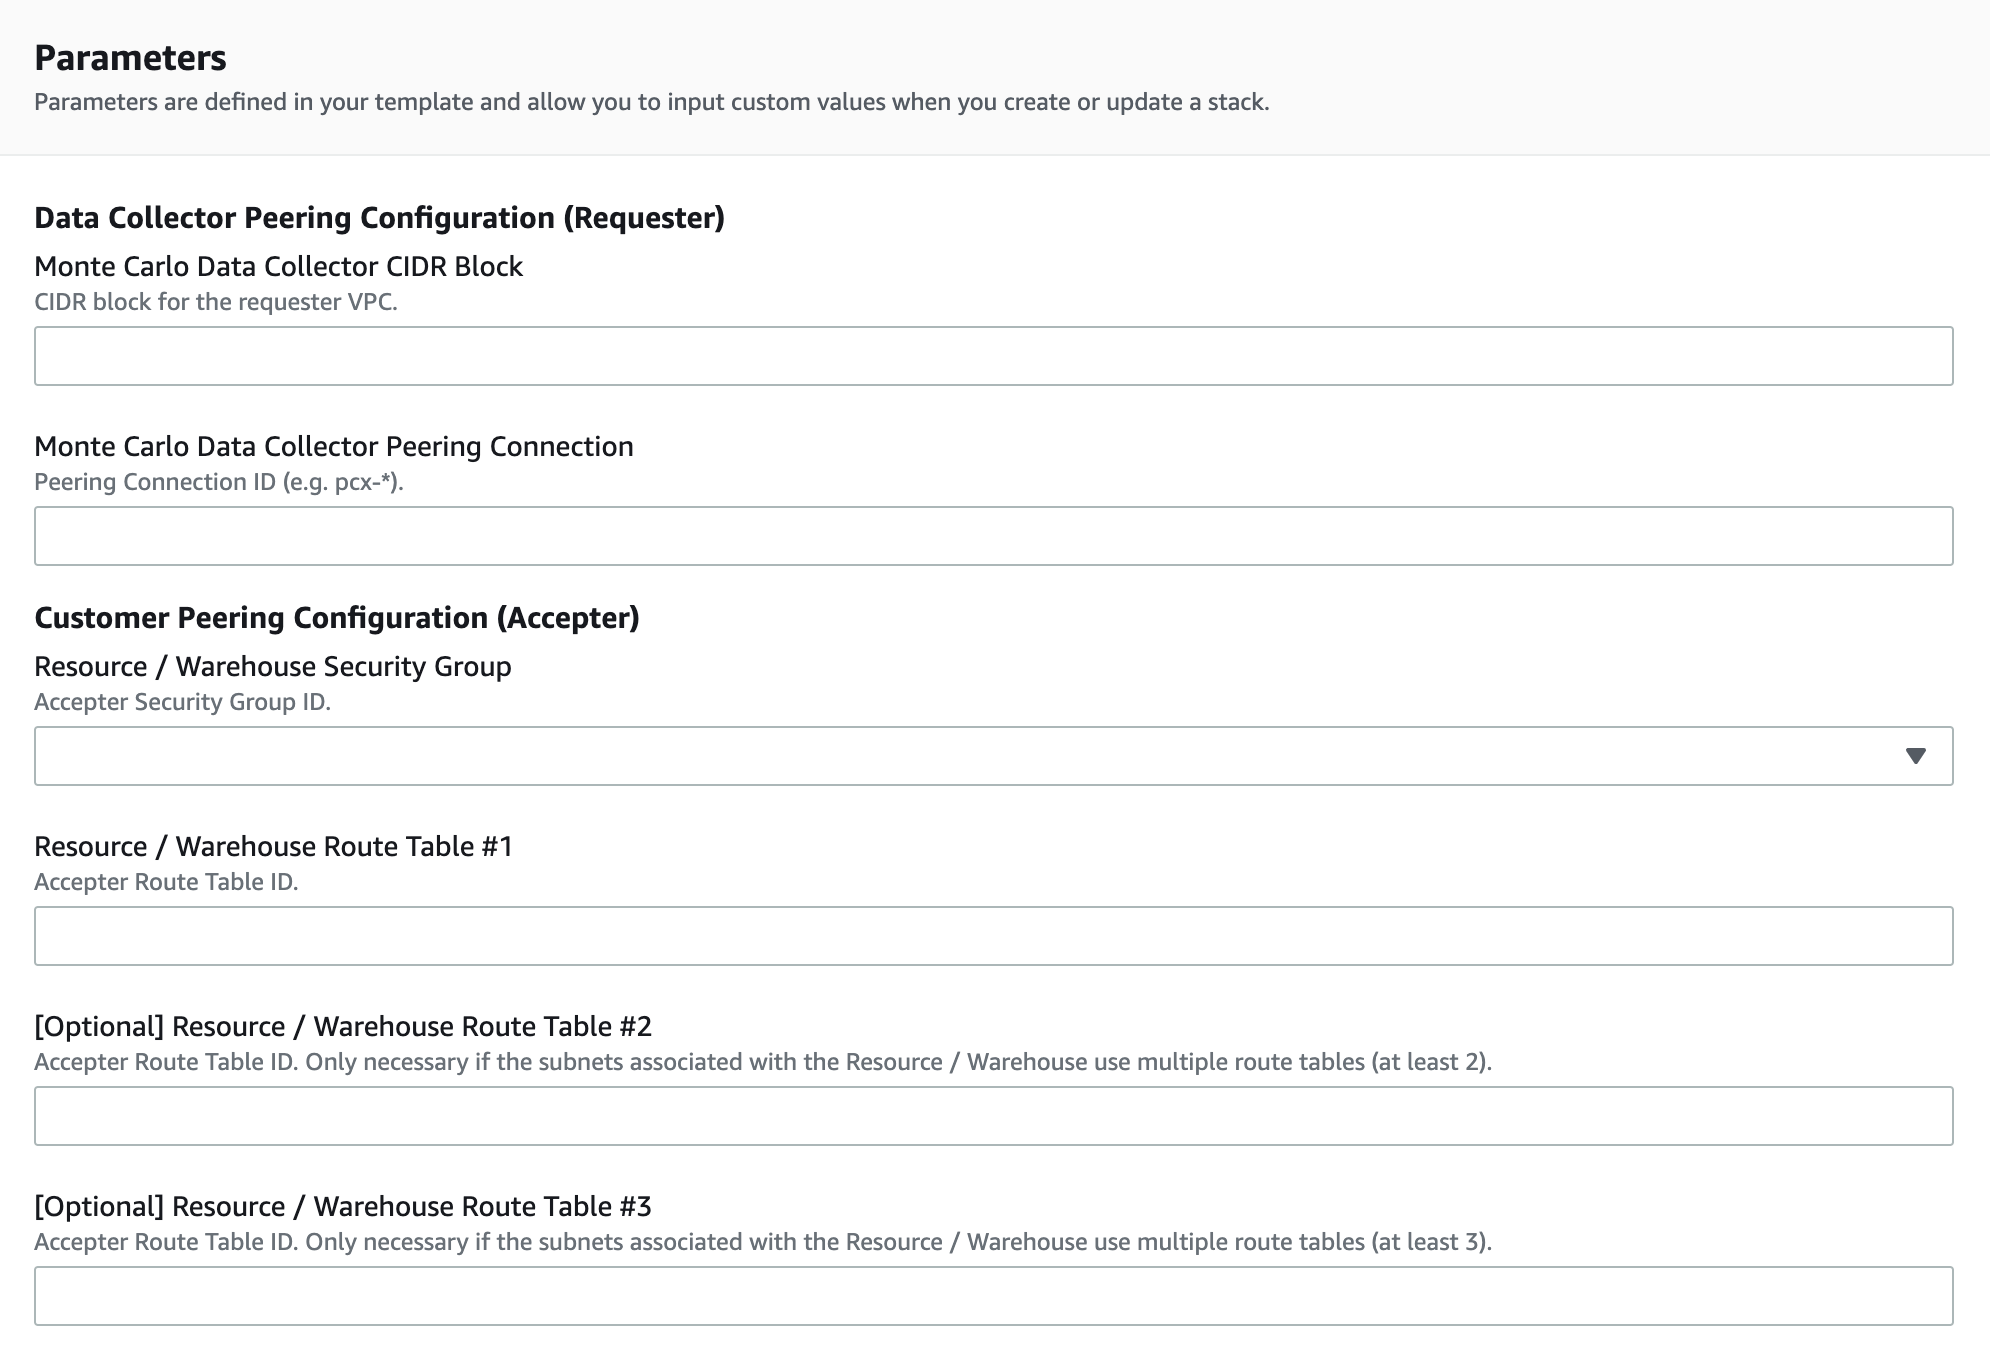 Parameters
Parameters are defined in your template and allow you to input custom values when you create or update a stack.
Data Collector Peering Configuration (Requester)
Monte Carlo Data Collector CIDR Block
CIDR block for the requester VPC.
Monte Carlo Data Collector Peering Connection
Peering Connection ID (e.g. pcx-*).
Customer Peering Configuration (Accepter)
Resource / Warehouse Security Group
Accepter Security Group ID.
Resource / Warehouse Route Table #1
Accepter Route Table ID.
[Optional] Resource / Warehouse Route Table #2
Accepter Route Table ID. Only necessary if the subnets associated with the Resource / Warehouse use multiple route tables (at least 2).
[Optional] Resource / Warehouse Route Table #3
Accepter Route Table ID. Only necessary if the subnets associated with the Resource / Warehouse use multiple route tables (at least 3).